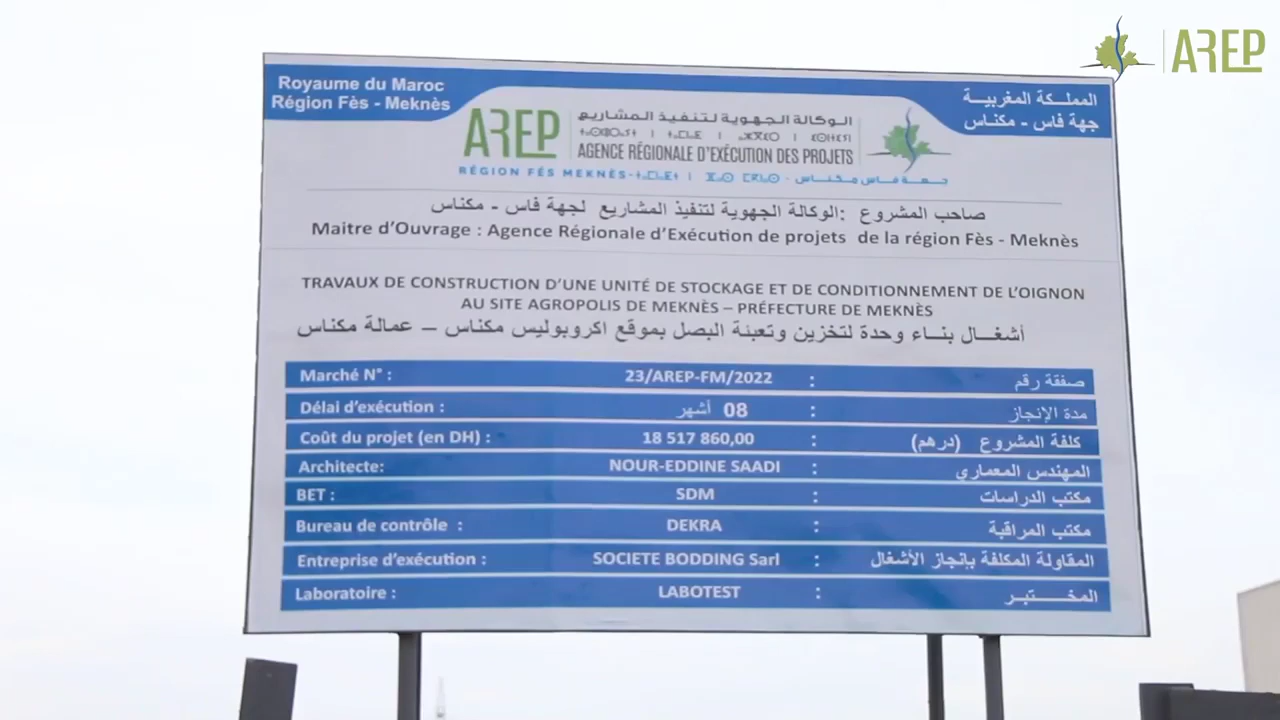 AREP
Royaume du Maroc
Région Fès - Meknès
المملكة المغربية
جهة فاس - مكناس
AREP
الوكالة الجهوية لتنفيذ المشاريع
AGENCE RÉGIONALE D'EXÉCUTION DES PROJETS
RÉGION FÈS MEKNÈS
جهة فاس مكناس
صاحب المشروع : الوكالة الجهوية لتنفيذ المشاريع لجهة فاس - مكناس
Maitre d'Ouvrage : Agence Régionale d'Exécution de projets de la région Fès - Meknès
TRAVAUX DE CONSTRUCTION D'UNE UNITÉ DE STOCKAGE ET DE CONDITIONNEMENT DE L'OIGNON
AU SITE AGROPOLIS DE MEKNÈS – PRÉFECTURE DE MEKNÈS
أشغال بناء وحدة لتخزين وتعبئة البصل بموقع اكروبوليس مكناس – عمالة مكناس
Marché N° : 23/AREP-FM/2022 : صفقة رقم
Délai d'exécution : 08 أشهر : مدة الإنجاز
Coût du projet (en DH) : 18 517 860,00 : كلفة المشروع (درهم)
Architecte: NOUR-EDDINE SAADI : المهندس المعماري
BET : SDM : مكتب الدراسات
Bureau de contrôle : DEKRA : مكتب المراقبة
Entreprise d'exécution : SOCIETE BODDING Sarl : المقاولة المكلفة بإنجاز الأشغال
Laboratoire : LABOTEST : المختبر